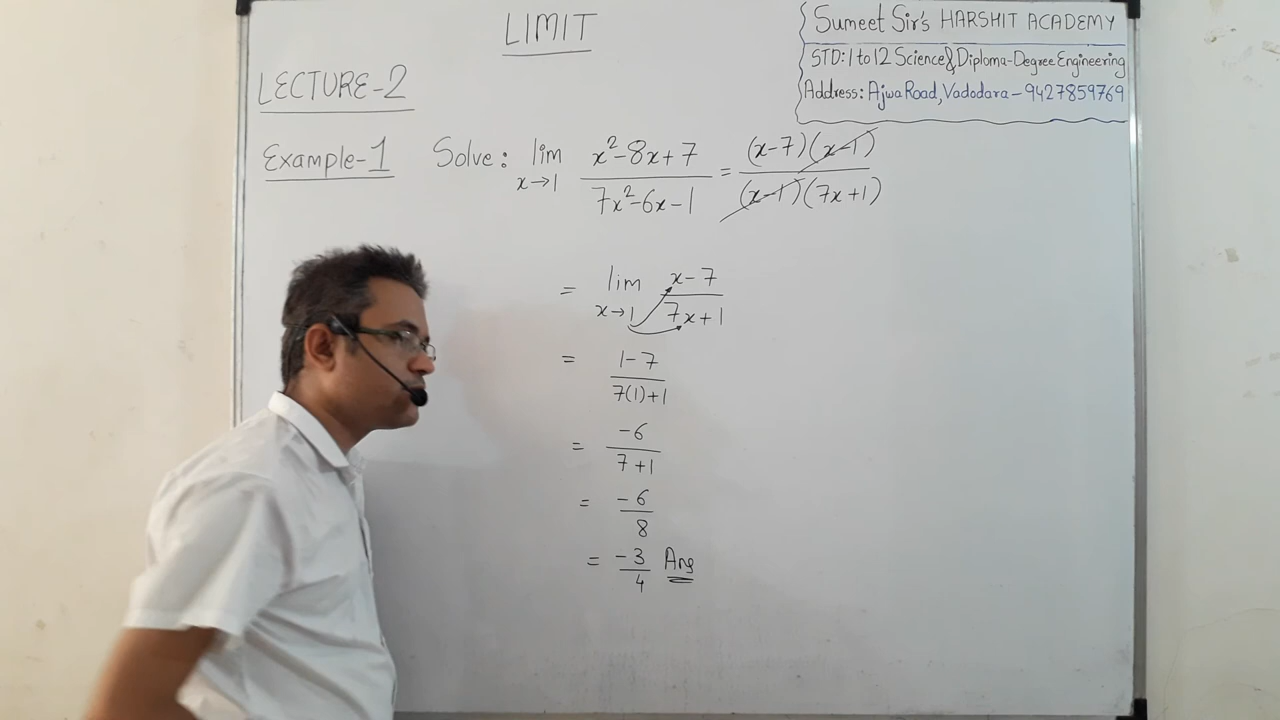 LIMIT
Sumeet Sir's HARSHIT ACADEMY
STD: 1 to 12 Science & Diploma-Degree Engineering
Address: Ajwa Road, Vadodara - 9427859769
LECTURE-2
Example-1 Solve: lim x→1 x²-8x+7 / 7x²-6x-1 = (x-7)(x-1) / (x-1)(7x+1)
= lim x→1 x-7 / 7x+1
= 1-7 / 7(1)+1
= -6 / 7+1
= -6 / 8
= -3 / 4 Ans